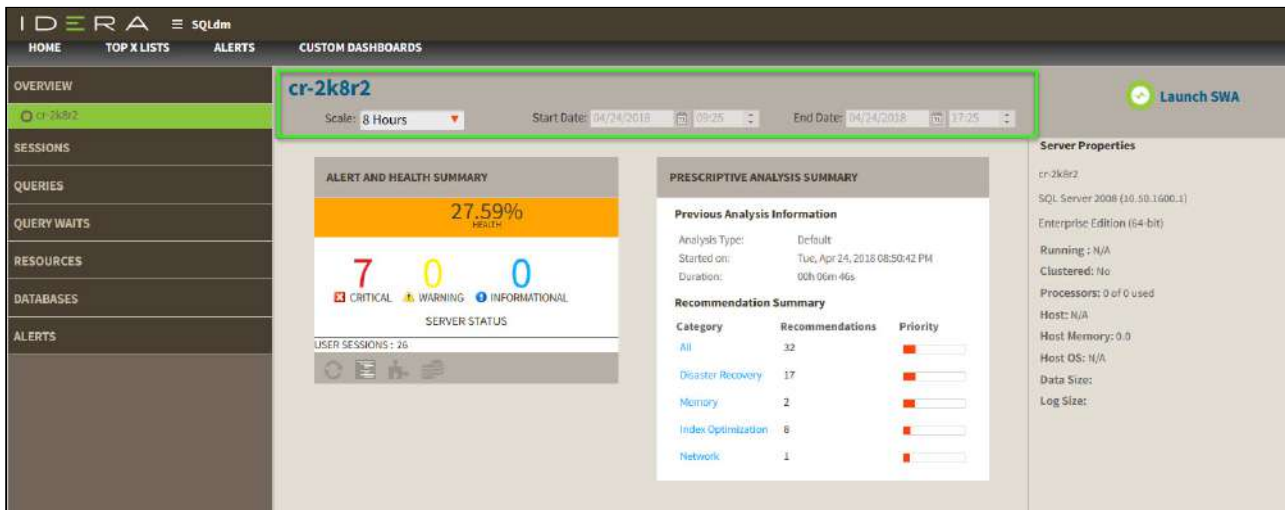 IDERA ☰ SQLdm
HOME TOP X LISTS ALERTS CUSTOM DASHBOARDS
OVERVIEW
cr-2k8r2
SESSIONS
QUERIES
QUERY WAITS
RESOURCES
DATABASES
ALERTS
cr-2k8r2
Scale: 8 Hours Start Date: 04/24/2018 09:25 End Date: 04/24/2018 17:25
ALERT AND HEALTH SUMMARY
27.59%
HEALTH
7 0 0
CRITICAL WARNING INFORMATIONAL
SERVER STATUS
USER SESSIONS : 26
PRESCRIPTIVE ANALYSIS SUMMARY
Previous Analysis Information
Analysis Type: Default
Started on: Tue, Apr 24, 2018 08:50:42 PM
Duration: 00h 06m 46s
Recommendation Summary
Category Recommendations Priority
All 32
Disaster Recovery 17
Memory 2
Index Optimization 8
Network 1
Launch SWA
Server Properties
cr-2k8r2
SQL Server 2008 (10.50.1600.1)
Enterprise Edition (64-bit)
Running : N/A
Clustered: No
Processors: 0 of 0 used
Host: N/A
Host Memory: 0.0
Host OS: N/A
Data Size:
Log Size: